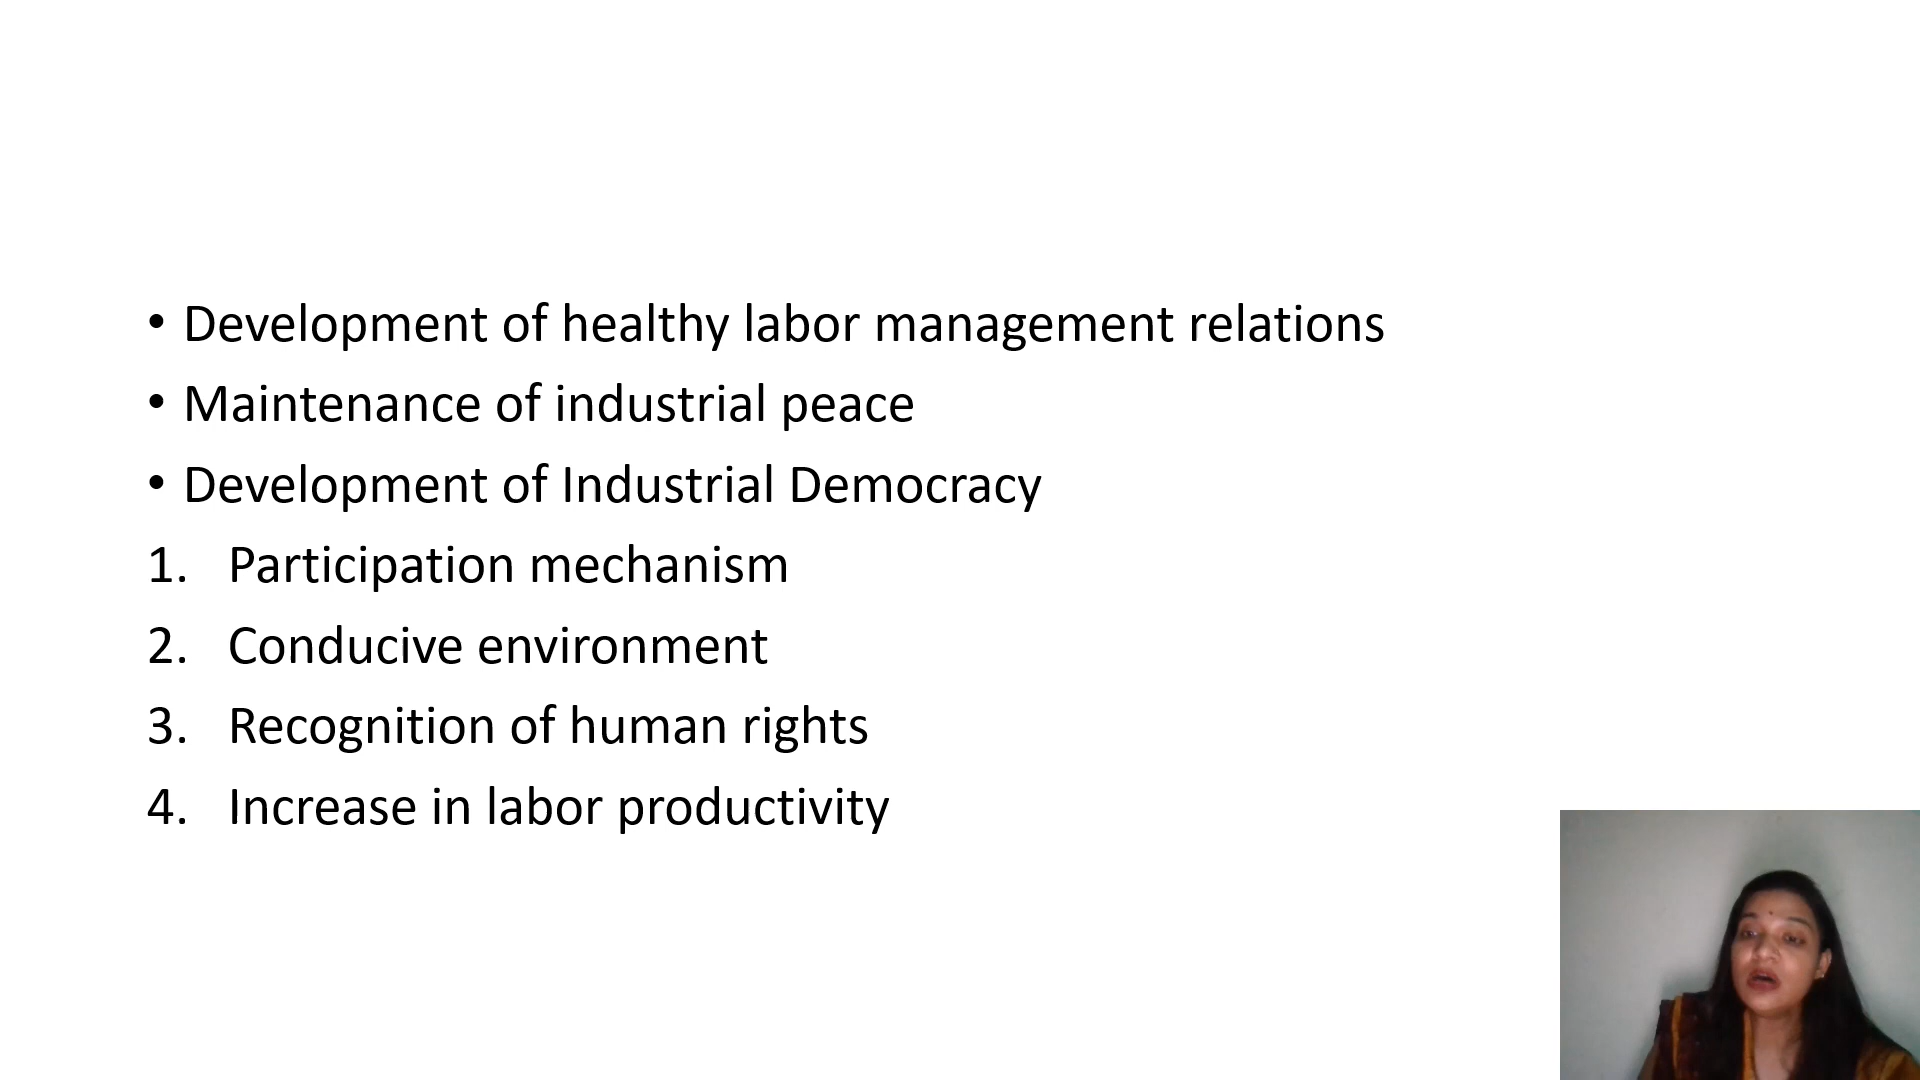 • Development of healthy labor management relations
• Maintenance of industrial peace
• Development of Industrial Democracy
1. Participation mechanism
2. Conducive environment
3. Recognition of human rights
4. Increase in labor productivity